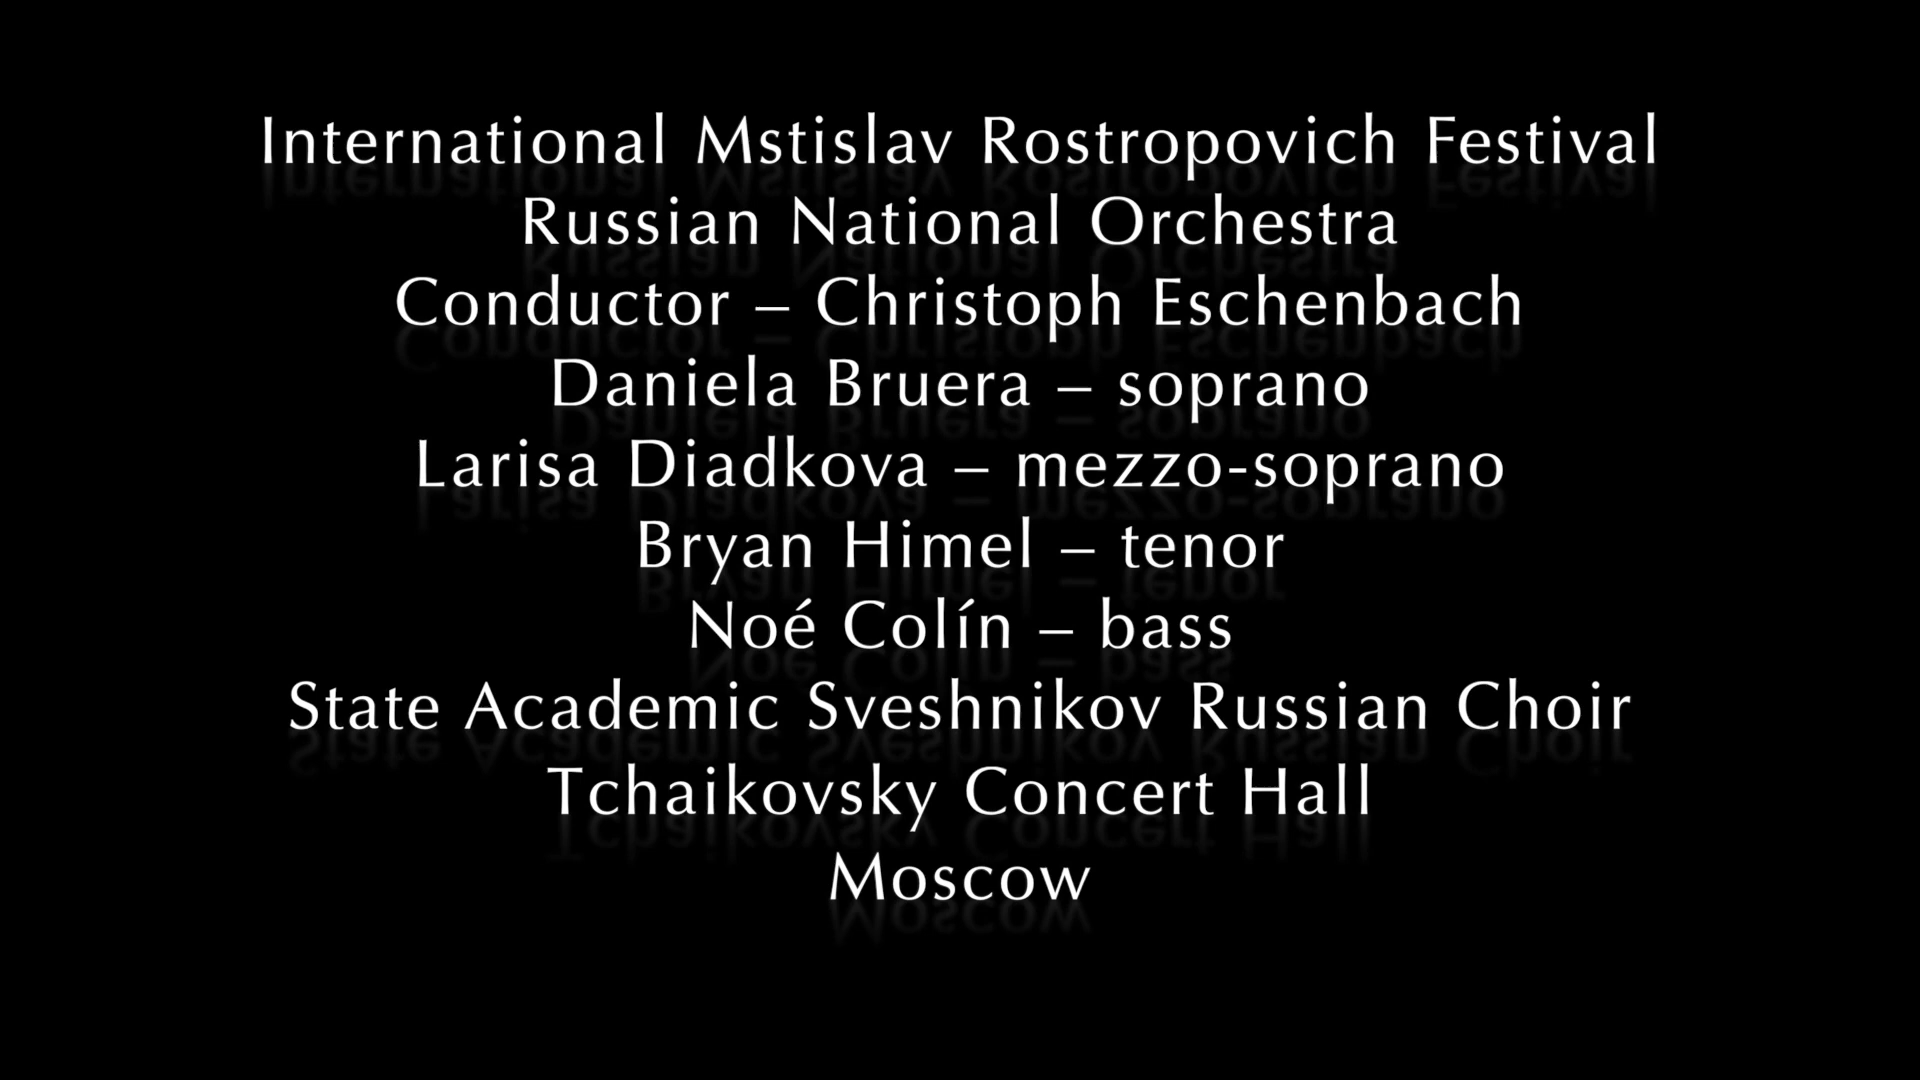 International Mstislav Rostropovich Festival
Russian National Orchestra
Conductor – Christoph Eschenbach
Daniela Bruera – soprano
Larisa Diadkova – mezzo-soprano
Bryan Himel – tenor
Noé Colín – bass
State Academic Sveshnikov Russian Choir
Tchaikovsky Concert Hall
Moscow